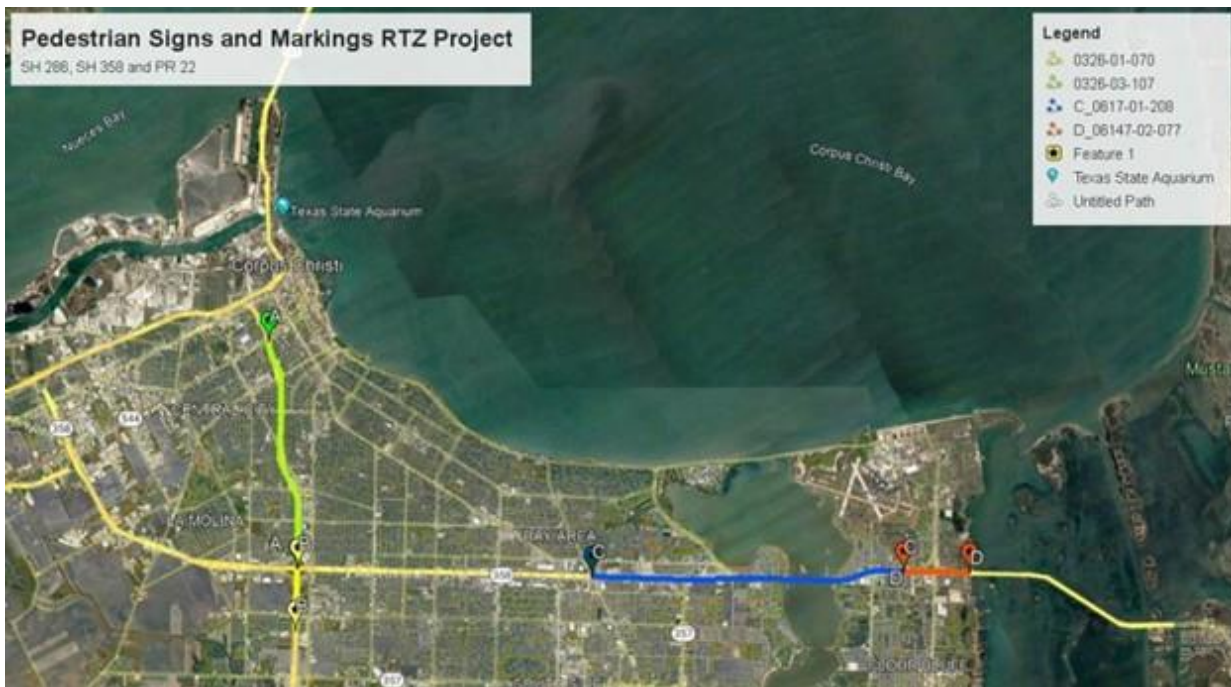 Pedestrian Signs and Markings RTZ Project
SH 286, SH 358 and PR 22
Legend
0326-01-070
0326-03-107
C_0617-01-208
D_06147-02-077
Feature 1
Texas State Aquarium
Untitled Path
Nueces Bay
Corpus Christi Bay
Texas State Aquarium
Corpus Christi
A
544
358
LA MOLINA
A
BAY AREA
C
C
D
358
D
357
357